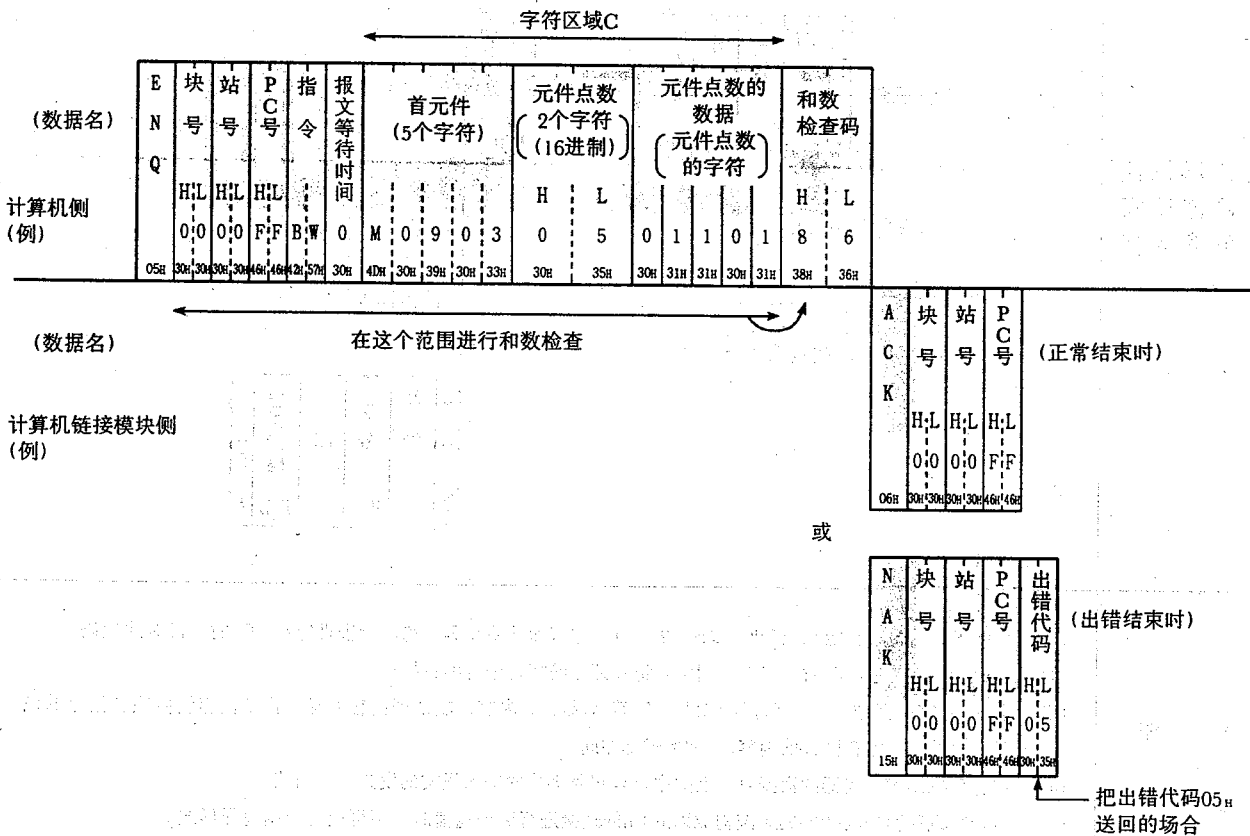 字符区域C
(数据名)
E N Q
块号
站号
PC号
指令
报文等待时间
首元件
(5个字符)
元件点数
2个字符
(16进制)
元件点数的
数据
元件点数
的字符
和数
检查码
计算机侧
(例)
H L H L H L H L H L
0 0 0 0 F F B W 0 M 0 9 0 3 0 5 0 1 1 0 1 8 6
05H 30H 30H 30H 30H 46H 46H 42H 57H 30H 4DH 30H 39H 30H 33H 30H 35H 30H 31H 31H 30H 31H 38H 36H
(数据名)
在这个范围进行和数检查
计算机链接模块侧
(例)
A C K
块号
站号
PC号
(正常结束时)
H L H L H L
0 0 0 0 F F
06H 30H 30H 30H 30H 46H 46H
或
N A K
块号
站号
PC号
出错代码
(出错结束时)
H L H L H L H L
0 0 0 0 F F 0 5
15H 30H 30H 30H 30H 46H 46H 30H 35H
把出错代码05H
送回的场合